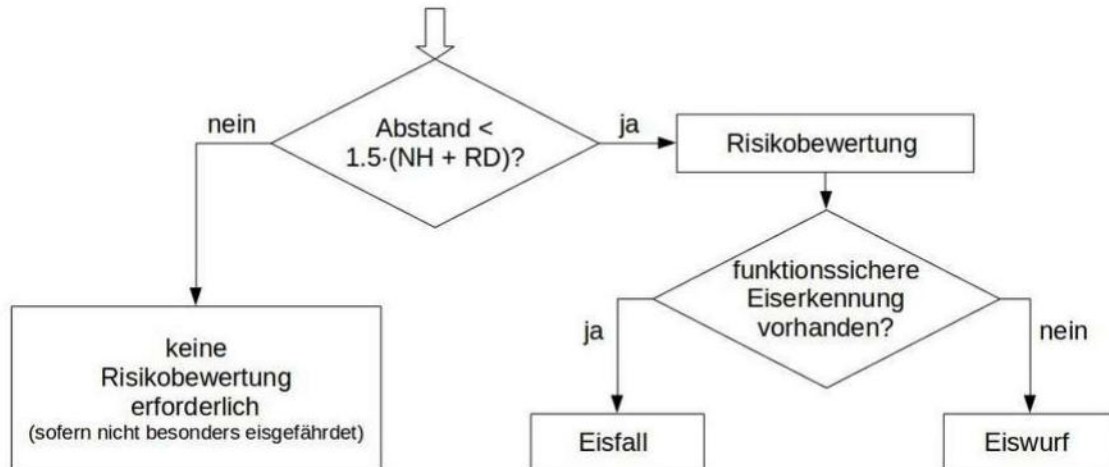 Abstand <
1.5·(NH + RD)?
nein
ja
Risikobewertung
funktionssichere
Eiserkennung
vorhanden?
ja
nein
keine
Risikobewertung
erforderlich
(sofern nicht besonders eisgefährdet)
Eisfall
Eiswurf